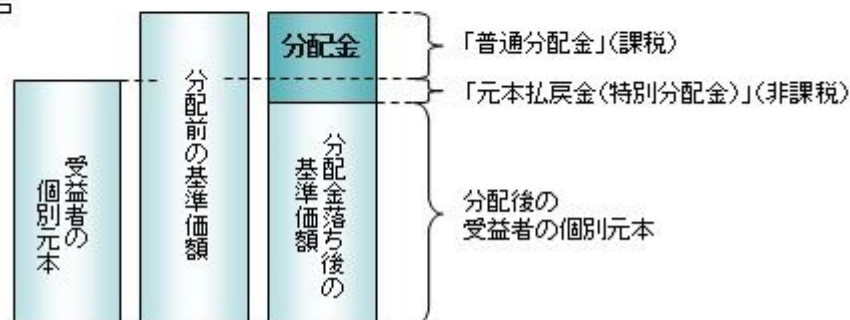 受益者の
個別元本
分配前の基準価額
分配金
分配金落ち後の
基準価額
「普通分配金」(課税)
「元本払戻金(特別分配金)」(非課税)
分配後の
受益者の個別元本